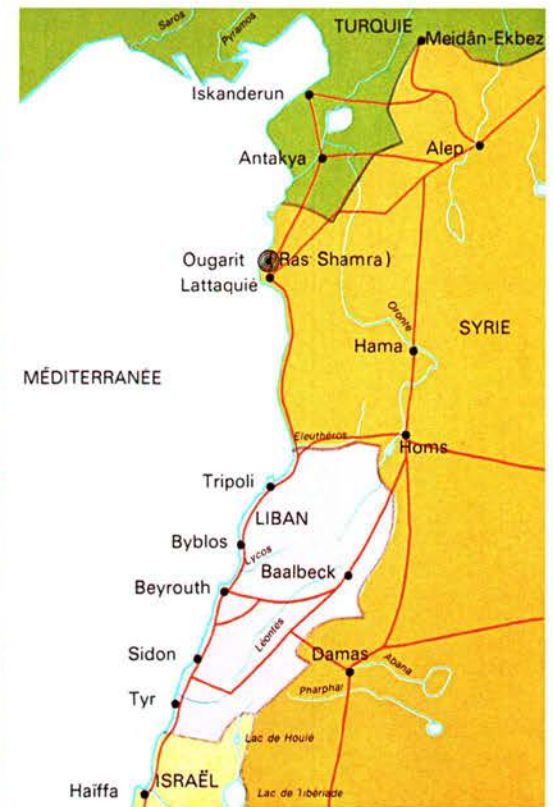 TURQUIE
Saros
Pyramos
Meidân-Ekbez
Iskanderun
Antakya
Alep
Ougarit (Ras Shamra)
Lattaquié
Oronte
SYRIE
Hama
MÉDITERRANÉE
Eleuthéros
Homs
Tripoli
LIBAN
Byblos
Lycos
Baalbeck
Beyrouth
Léontès
Sidon
Damas
Abana
Pharphar
Tyr
Lac de Houlé
ISRAËL
Haïffa
Lac de Tibériade